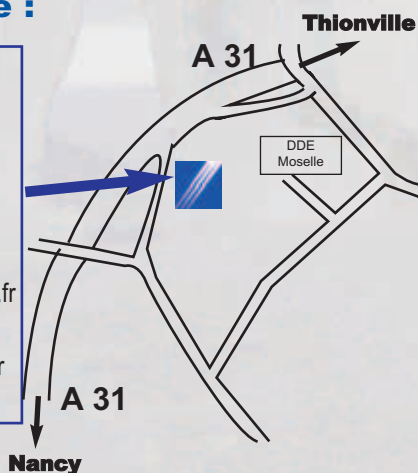 e :
Thionville
A 31
DDE
Moselle
.fr
r
A 31
Nancy